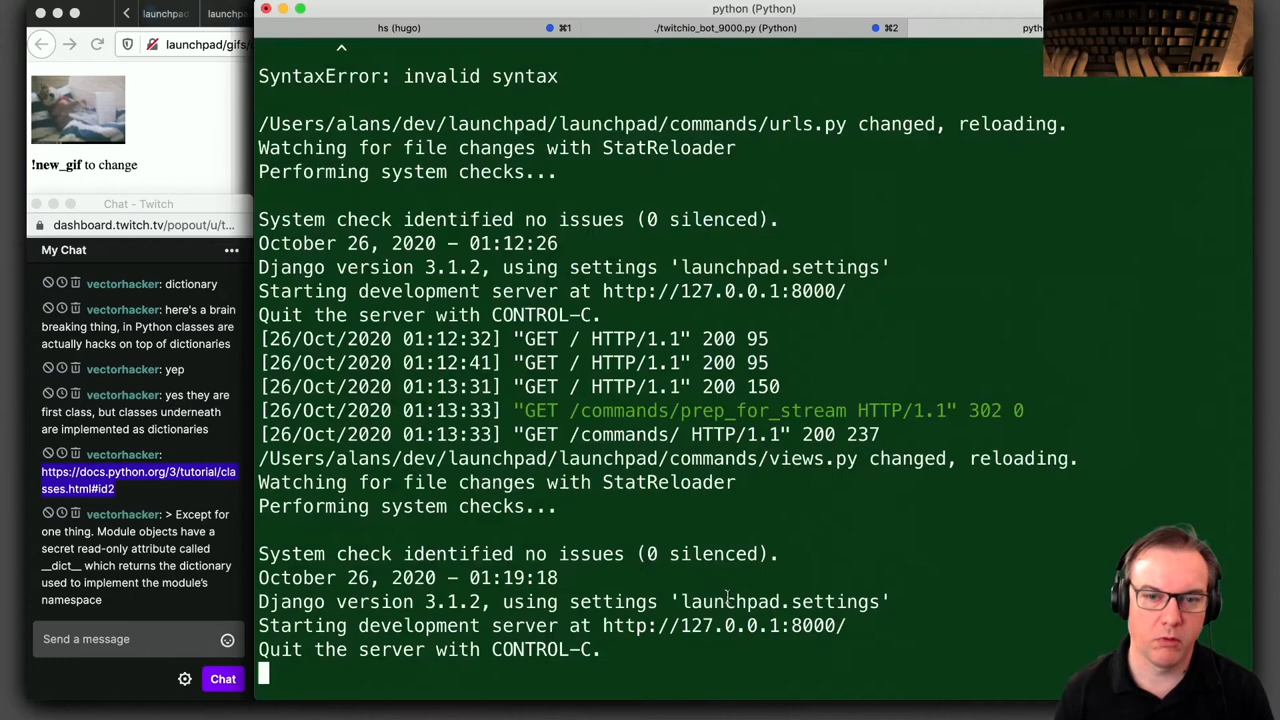 launchpad
launchpad
launchpad/gifs/
!new_gif to change
Chat - Twitch
dashboard.twitch.tv/popout/u/t...
My Chat
vectorhacker: dictionary
vectorhacker: here's a brain
breaking thing, in Python classes are
actually hacks on top of dictionaries
vectorhacker: yep
vectorhacker: yes they are
first class, but classes underneath
are implemented as dictionaries
vectorhacker:
https://docs.python.org/3/tutorial/cla
sses.html#id2
vectorhacker: > Except for
one thing. Module objects have a
secret read-only attribute called
__dict__ which returns the dictionary
used to implement the module's
namespace
Send a message
Chat
python (Python)
hs (hugo)
⌘1
./twitchio_bot_9000.py (Python)
⌘2
^
SyntaxError: invalid syntax
/Users/alans/dev/launchpad/launchpad/commands/urls.py changed, reloading.
Watching for file changes with StatReloader
Performing system checks...
System check identified no issues (0 silenced).
October 26, 2020 - 01:12:26
Django version 3.1.2, using settings 'launchpad.settings'
Starting development server at http://127.0.0.1:8000/
Quit the server with CONTROL-C.
[26/Oct/2020 01:12:32] "GET / HTTP/1.1" 200 95
[26/Oct/2020 01:12:41] "GET / HTTP/1.1" 200 95
[26/Oct/2020 01:13:31] "GET / HTTP/1.1" 200 150
[26/Oct/2020 01:13:33] "GET /commands/prep_for_stream HTTP/1.1" 302 0
[26/Oct/2020 01:13:33] "GET /commands/ HTTP/1.1" 200 237
/Users/alans/dev/launchpad/launchpad/commands/views.py changed, reloading.
Watching for file changes with StatReloader
Performing system checks...
System check identified no issues (0 silenced).
October 26, 2020 - 01:19:18
Django version 3.1.2, using settings 'launchpad.settings'
Starting development server at http://127.0.0.1:8000/
Quit the server with CONTROL-C.